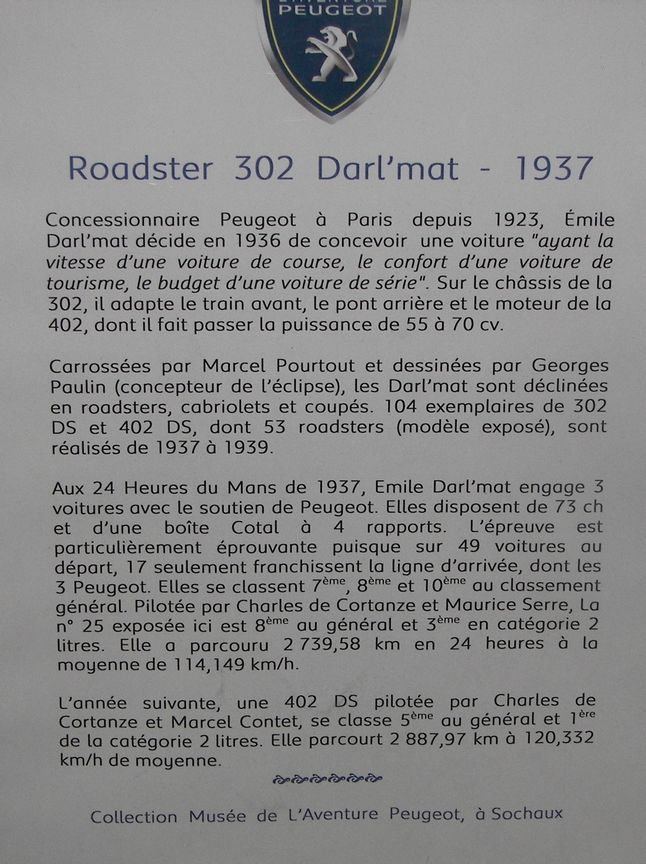 L'AVENTURE
PEUGEOT
Roadster 302 Darl'mat - 1937
Concessionnaire Peugeot à Paris depuis 1923, Émile
Darl'mat décide en 1936 de concevoir une voiture "ayant la
vitesse d'une voiture de course, le confort d'une voiture de
tourisme, le budget d'une voiture de série". Sur le châssis de la
302, il adapte le train avant, le pont arrière et le moteur de la
402, dont il fait passer la puissance de 55 à 70 cv.
Carrossées par Marcel Pourtout et dessinées par Georges
Paulin (concepteur de l'éclipse), les Darl'mat sont déclinées
en roadsters, cabriolets et coupés. 104 exemplaires de 302
DS et 402 DS, dont 53 roadsters (modèle exposé), sont
réalisés de 1937 à 1939.
Aux 24 Heures du Mans de 1937, Emile Darl'mat engage 3
voitures avec le soutien de Peugeot. Elles disposent de 73 ch
et d'une boîte Cotal à 4 rapports. L'épreuve est
particulièrement éprouvante puisque sur 49 voitures au
départ, 17 seulement franchissent la ligne d'arrivée, dont les
3 Peugeot. Elles se classent 7ème, 8ème et 10ème au classement
général. Pilotée par Charles de Cortanze et Maurice Serre, La
n° 25 exposée ici est 8ème au général et 3ème en catégorie 2
litres. Elle a parcouru 2 739,58 km en 24 heures à la
moyenne de 114,149 km/h.
L'année suivante, une 402 DS pilotée par Charles de
Cortanze et Marcel Contet, se classe 5ème au général et 1ère
de la catégorie 2 litres. Elle parcourt 2 887,97 km à 120,332
km/h de moyenne.
Collection Musée de L'Aventure Peugeot, à Sochaux